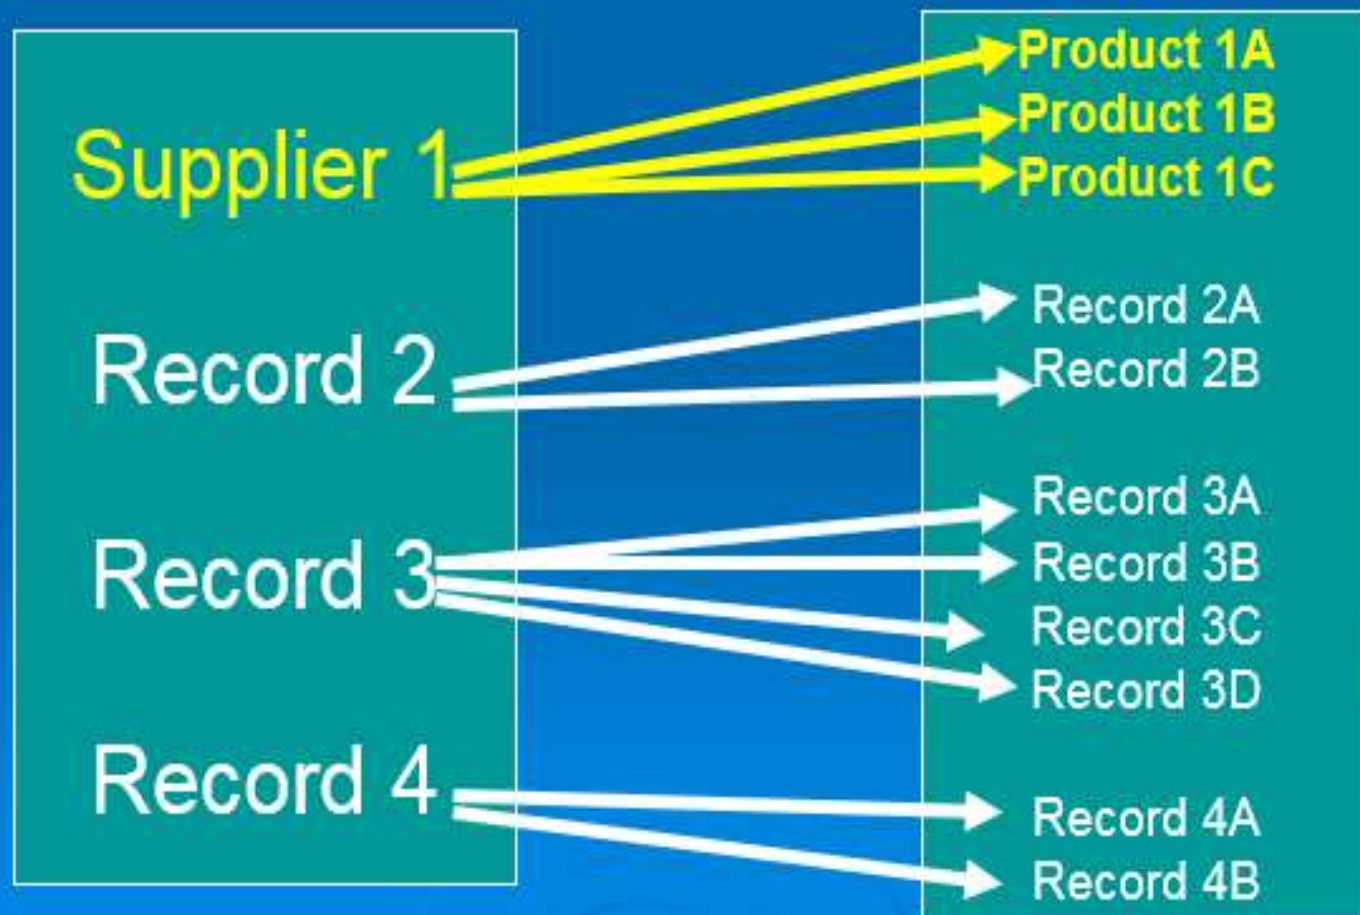 Supplier 1
Record 2
Record 3
Record 4
Product 1A
Product 1B
Product 1C
Record 2A
Record 2B
Record 3A
Record 3B
Record 3C
Record 3D
Record 4A
Record 4B